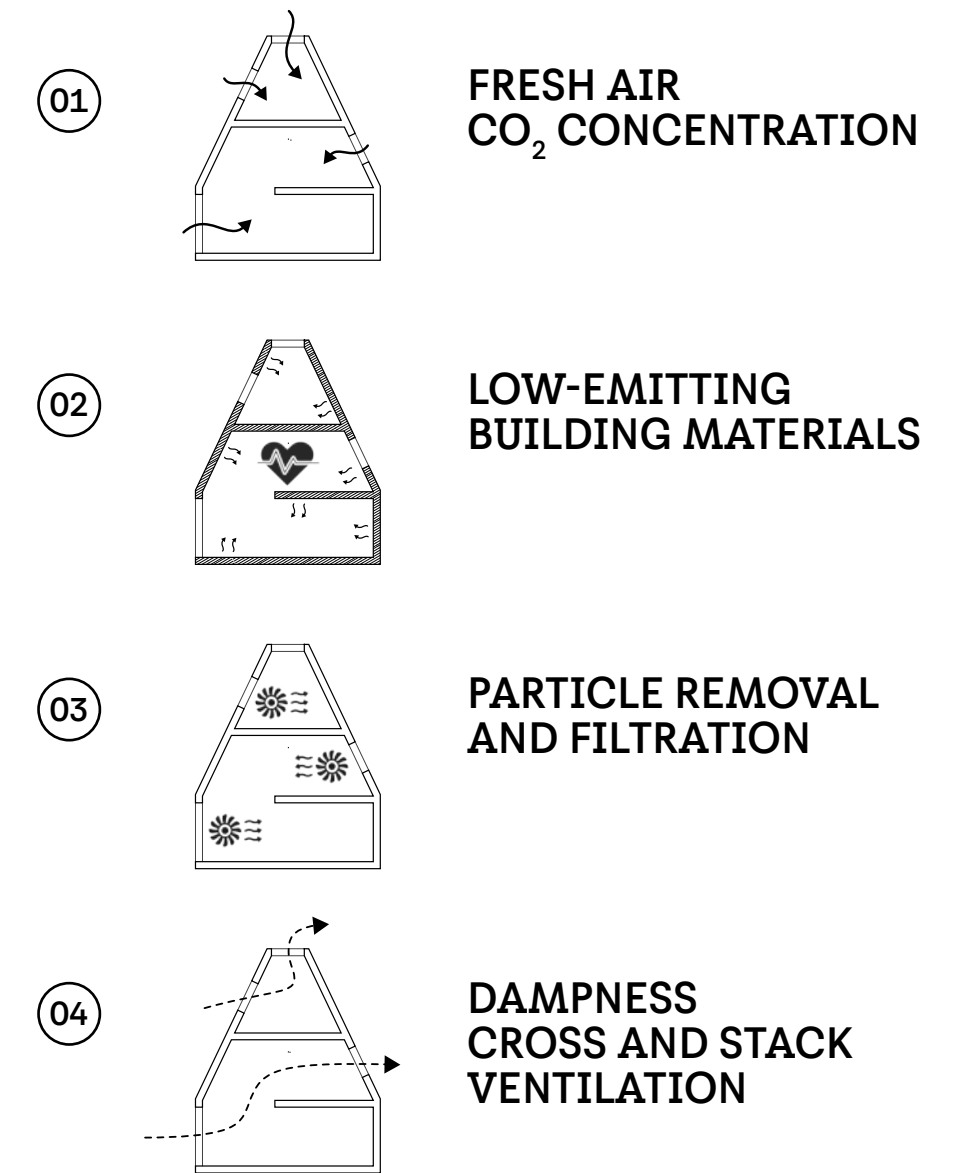 01
FRESH AIR
CO₂ CONCENTRATION
02
LOW-EMITTING
BUILDING MATERIALS
03
PARTICLE REMOVAL
AND FILTRATION
04
DAMPNESS
CROSS AND STACK
VENTILATION